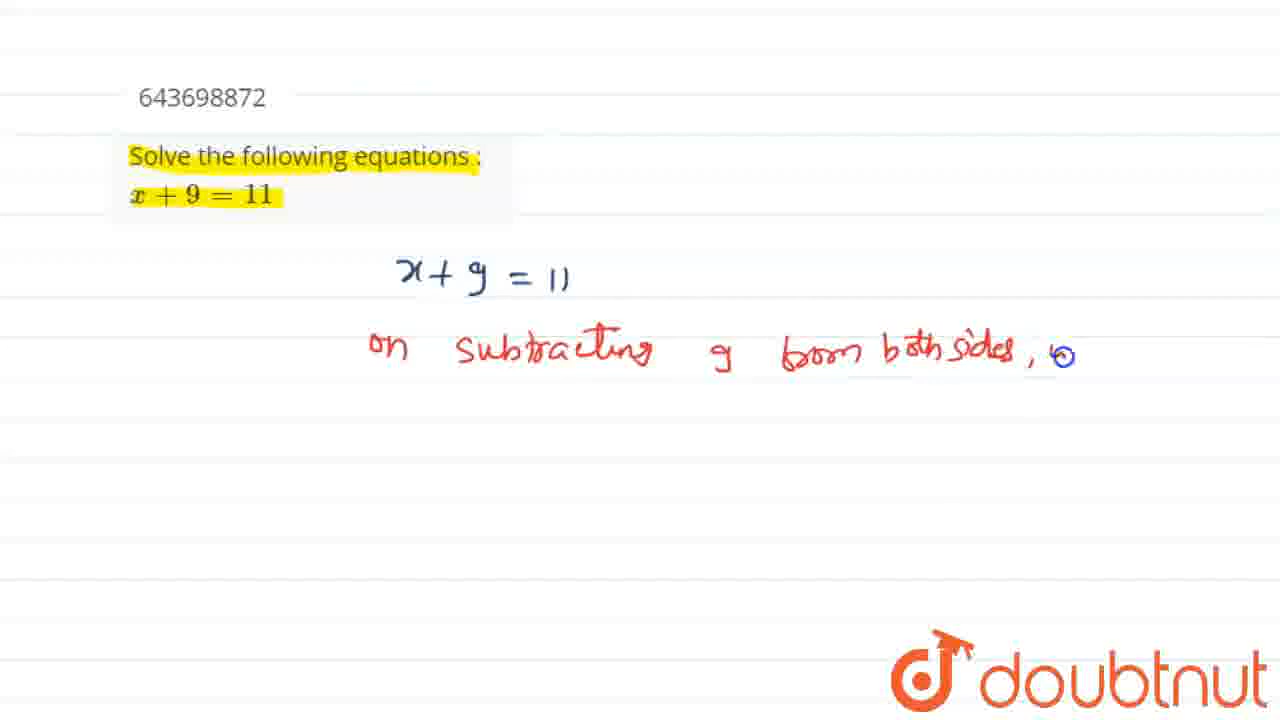 643698872
Solve the following equations :
x + 9 = 11
x + 9 = 11
on subtracting 9 from both sides,
doubtnut